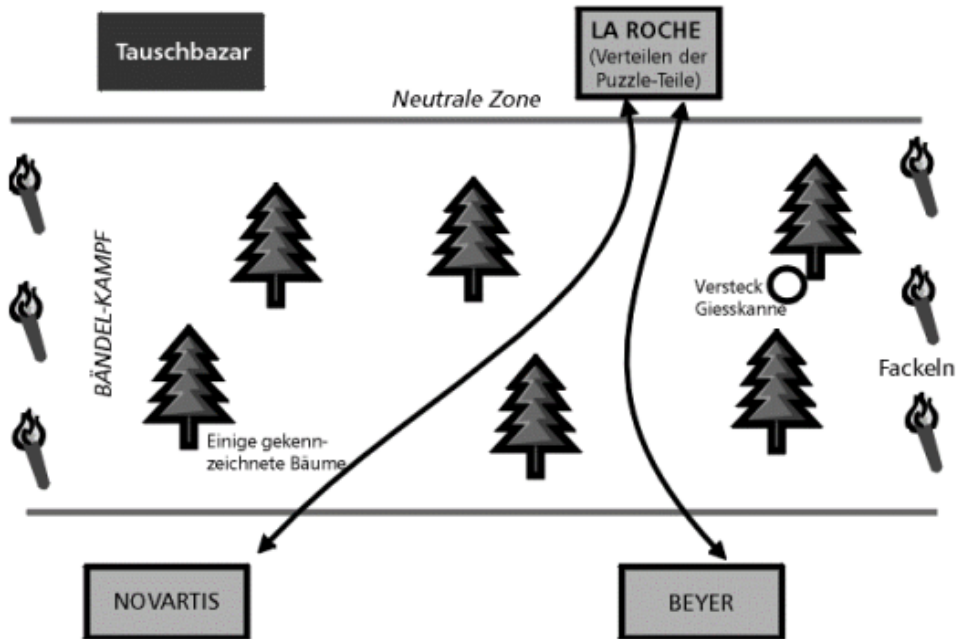 Tauschbazar
LA ROCHE
(Verteilen der
Puzzle-Teile)
Neutrale Zone
BÄNDEL-KAMPF
Versteck
Giesskanne
Fackeln
Einige gekenn-
zeichnete Bäume
NOVARTIS
BEYER